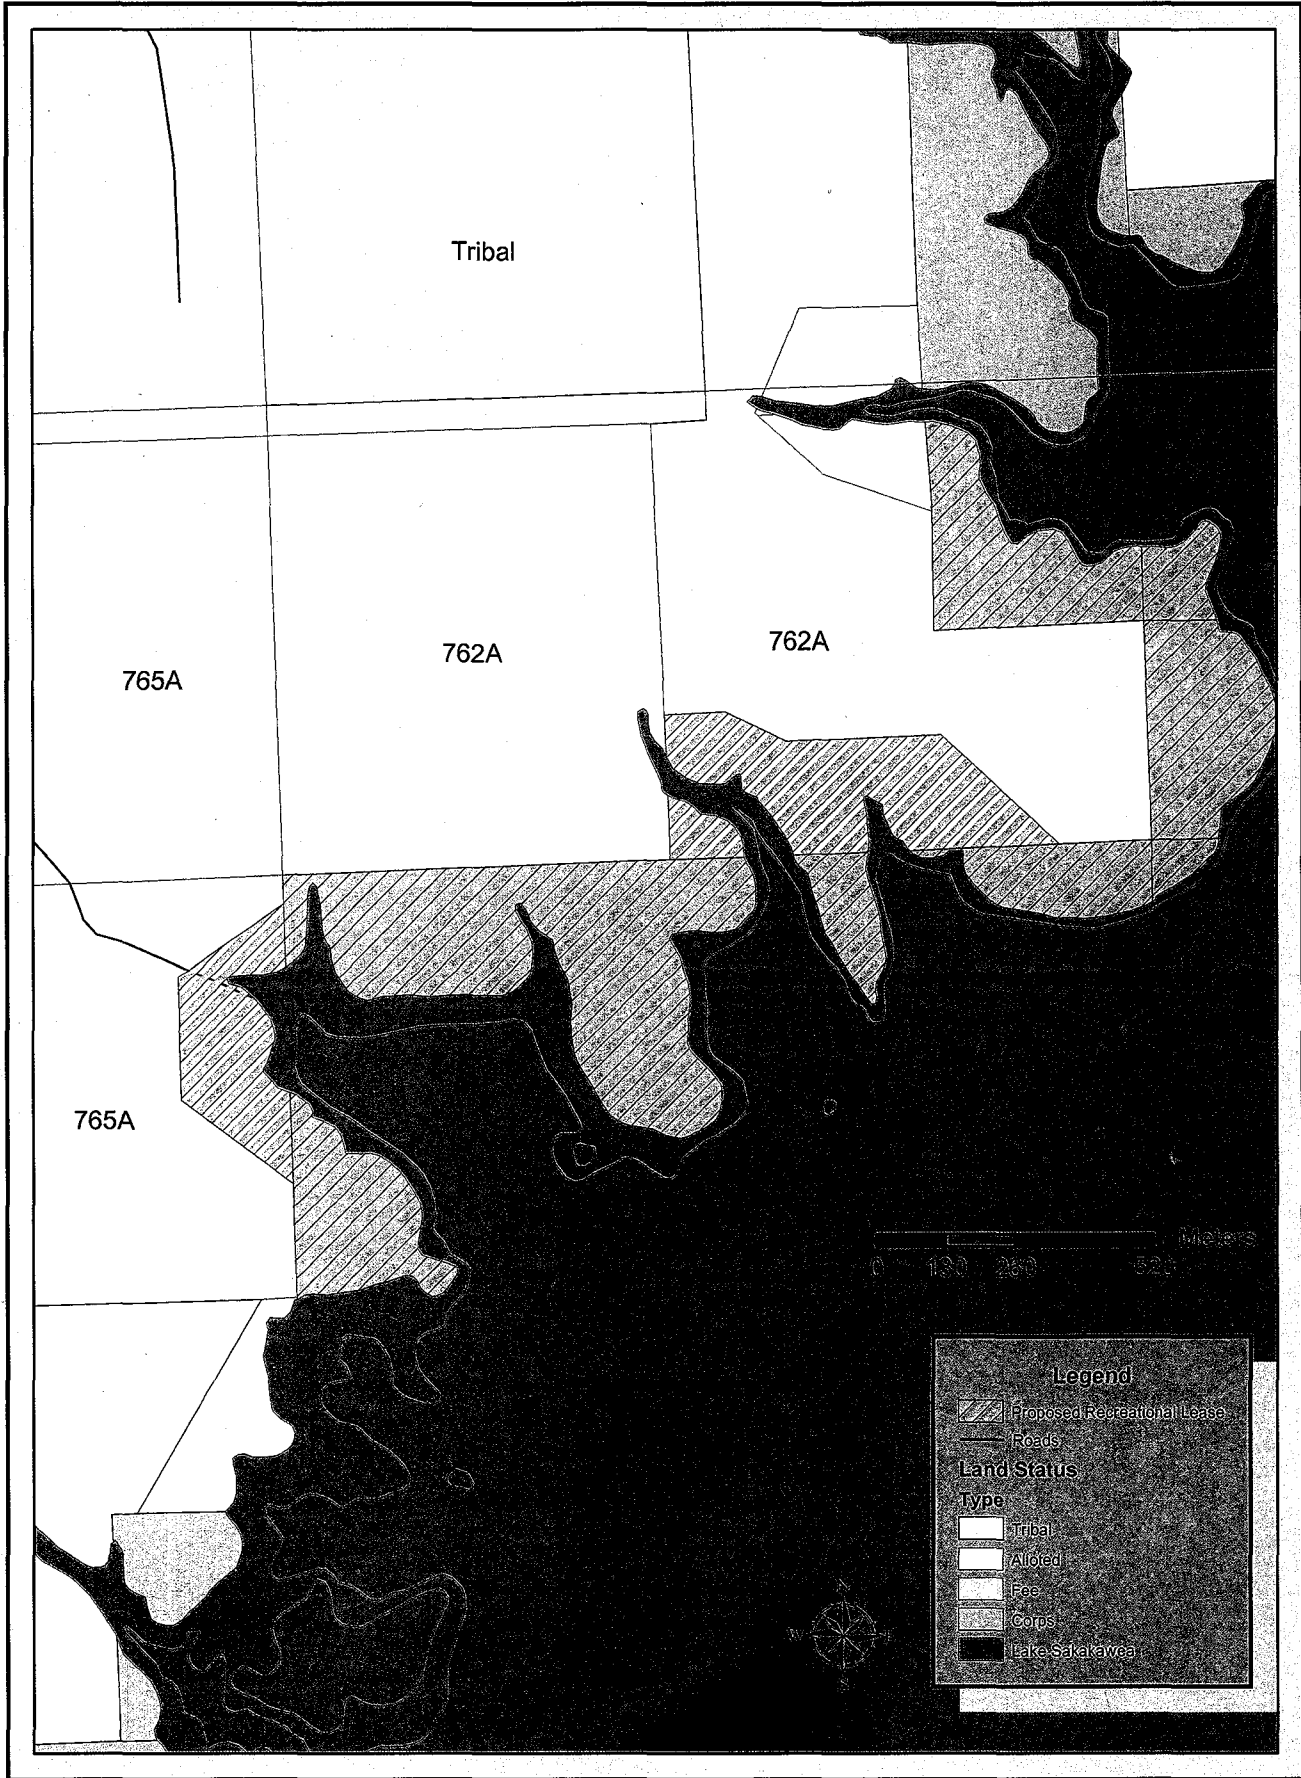 Tribal
762A
762A
765A
765A
Meters
0 130 260 520
Legend
Proposed Recreational Lease
Roads
Land Status
Type
Tribal
Alloted
Fee
Corps
Lake Sakakawea
N
W E
S